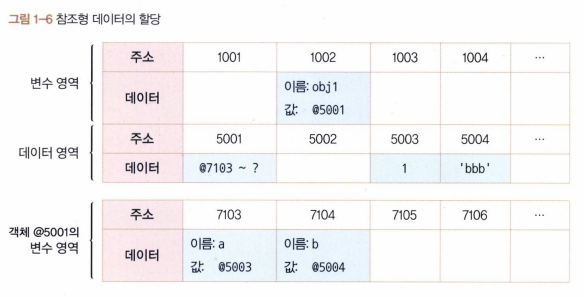 그림 1-6 참조형 데이터의 할당
변수 영역
주소 1001 1002 1003 1004 ...
데이터 이름: obj1
값: @5001
데이터 영역
주소 5001 5002 5003 5004 ...
데이터 @7103 ~ ? 1 'bbb'
객체 @5001의
변수 영역
주소 7103 7104 7105 7106 ...
데이터 이름: a 이름: b
값: @5003 값: @5004